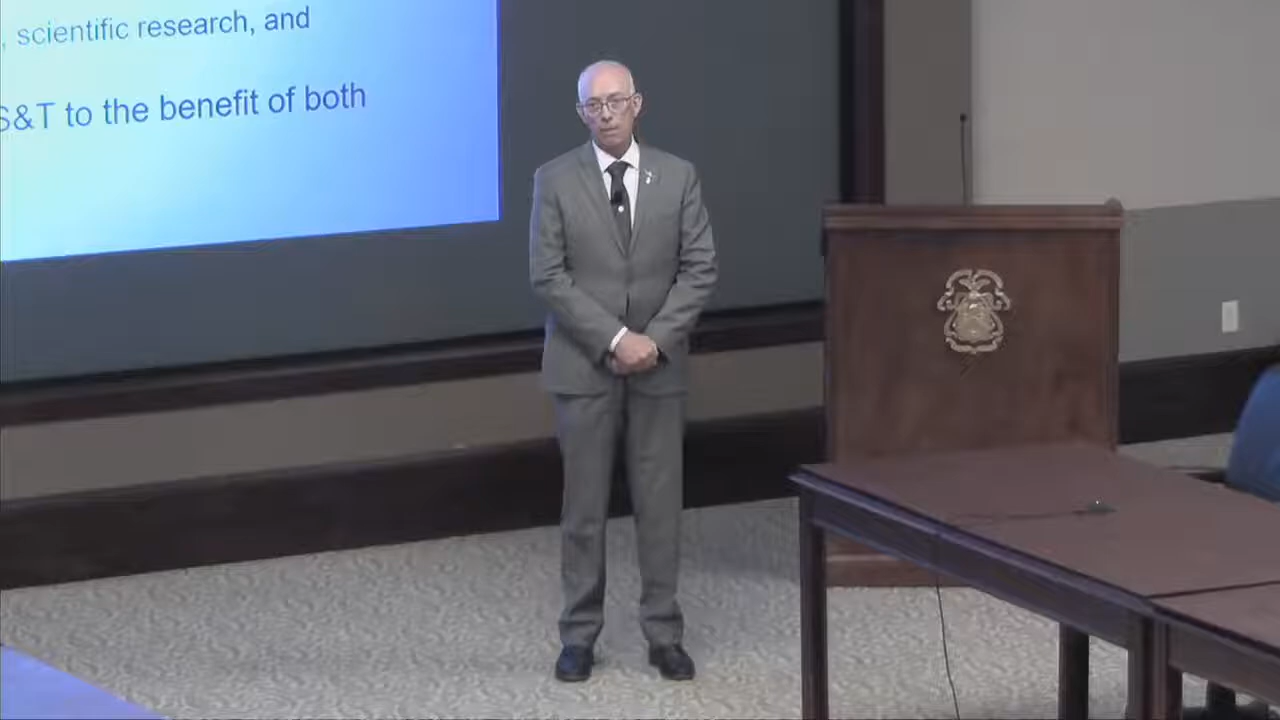 , scientific research, and
S&T to the benefit of both